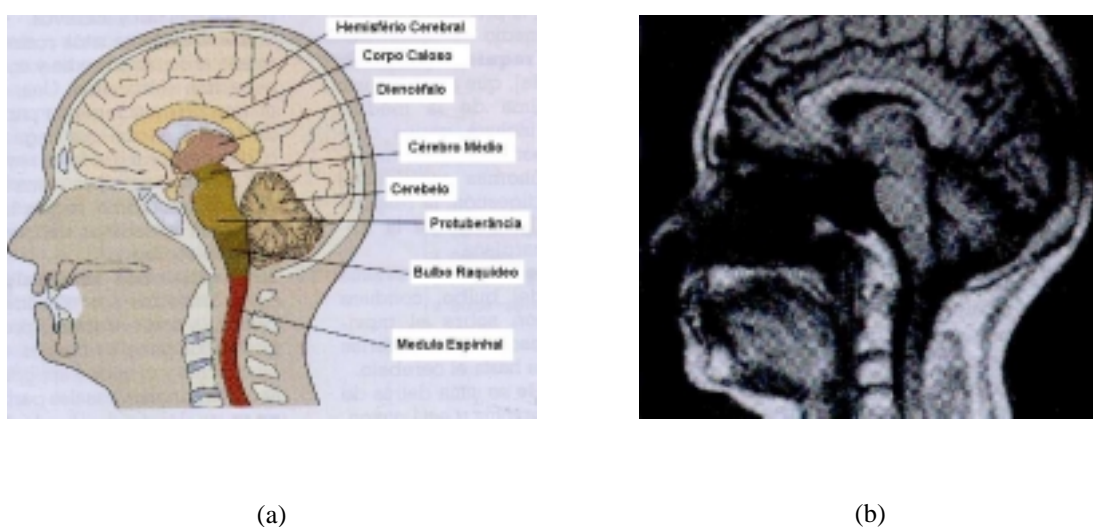 Hemisfério Cerebral
Corpo Caloso
Diencéfalo
Cérebro Médio
Cerebelo
Protuberância
Bulbo Raquídeo
Medula Espinhal
(a)
(b)